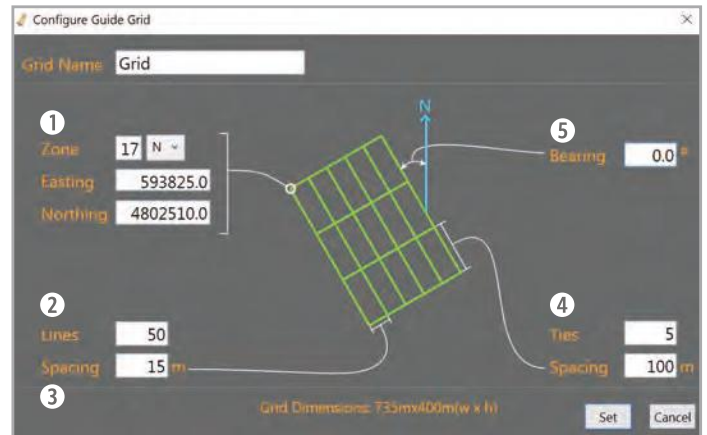 Configure Guide Grid
Grid Name Grid
N
1
Zone 17 N
Easting 593825.0
Northing 4802510.0
5
Bearing 0.0 °
2
Lines 50
Spacing 15 m
3
4
Ties 5
Spacing 100 m
Grid Dimensions: 735mx400m(w x h)
Set Cancel